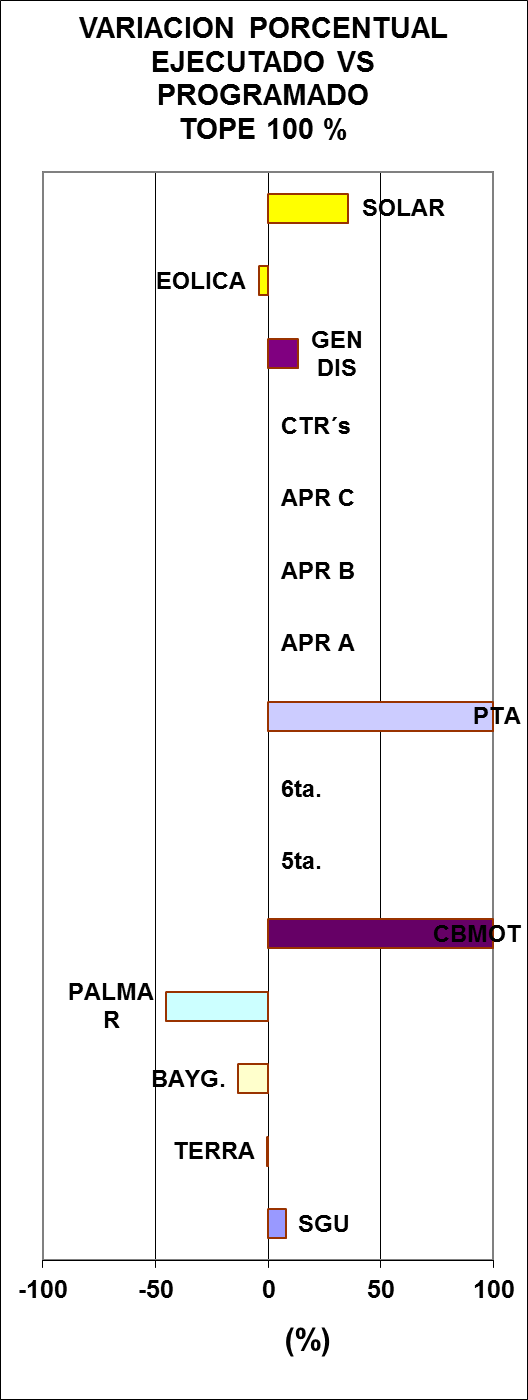 VARIACION PORCENTUAL
EJECUTADO VS
PROGRAMADO
TOPE 100 %
SOLAR
EOLICA
GEN
DIS
CTR´s
APR C
APR B
APR A
PTA
6ta.
5ta.
CBMOT
PALMA
R
BAYG.
TERRA
SGU
-100 -50 0 50 100
(%)